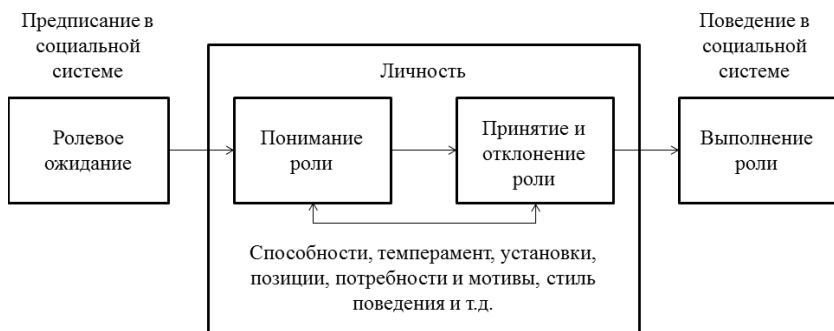 Предписание в
социальной
системе
Поведение в
социальной
системе
Личность
Ролевое
ожидание
Понимание
роли
Принятие и
отклонение
роли
Выполнение
роли
Способности, темперамент, установки,
позиции, потребности и мотивы, стиль
поведения и т.д.